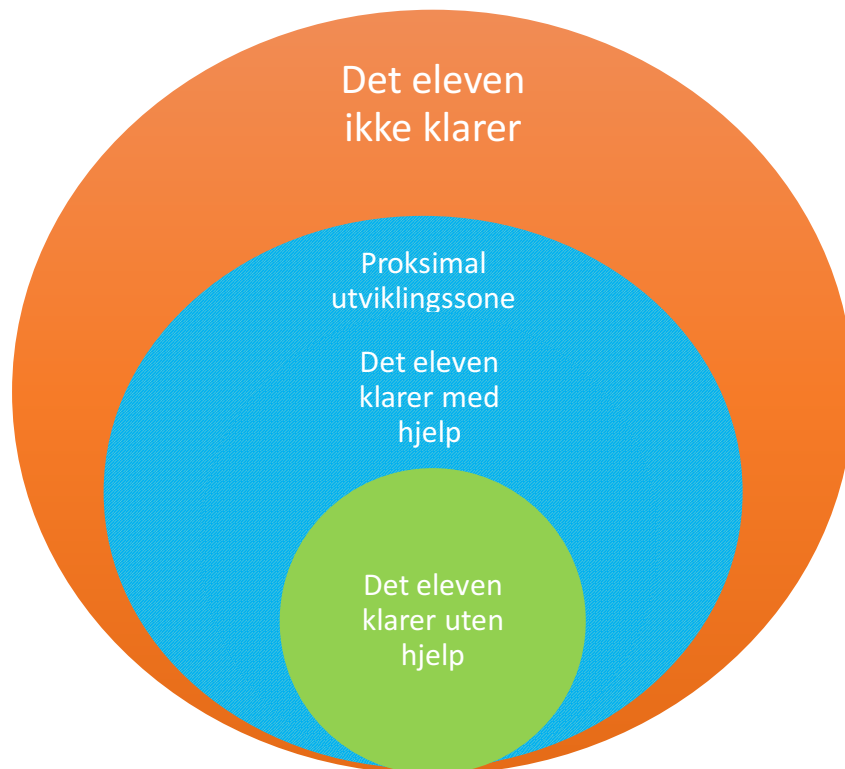 Det eleven
ikke klarer
Proksimal
utviklingssone
Det eleven
klarer med
hjelp
Det eleven
klarer uten
hjelp